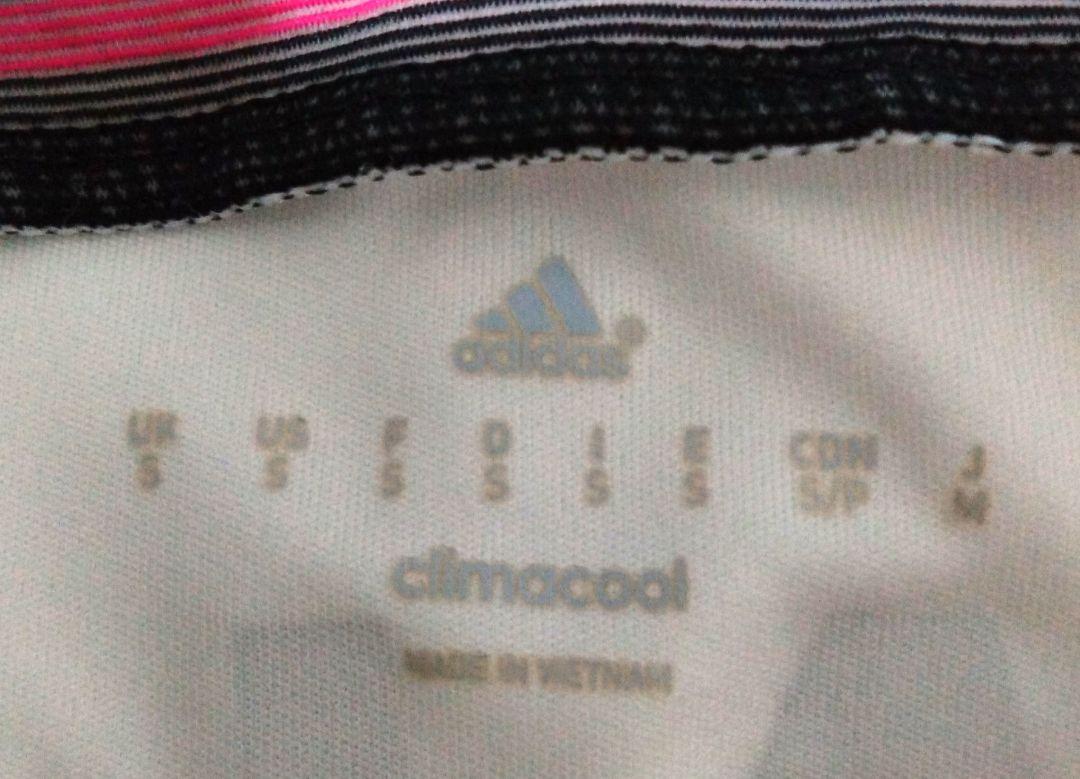 adidas®
UK US F D I E CDN J
S S S S S S S/P M
climacool
MADE IN VIETNAM